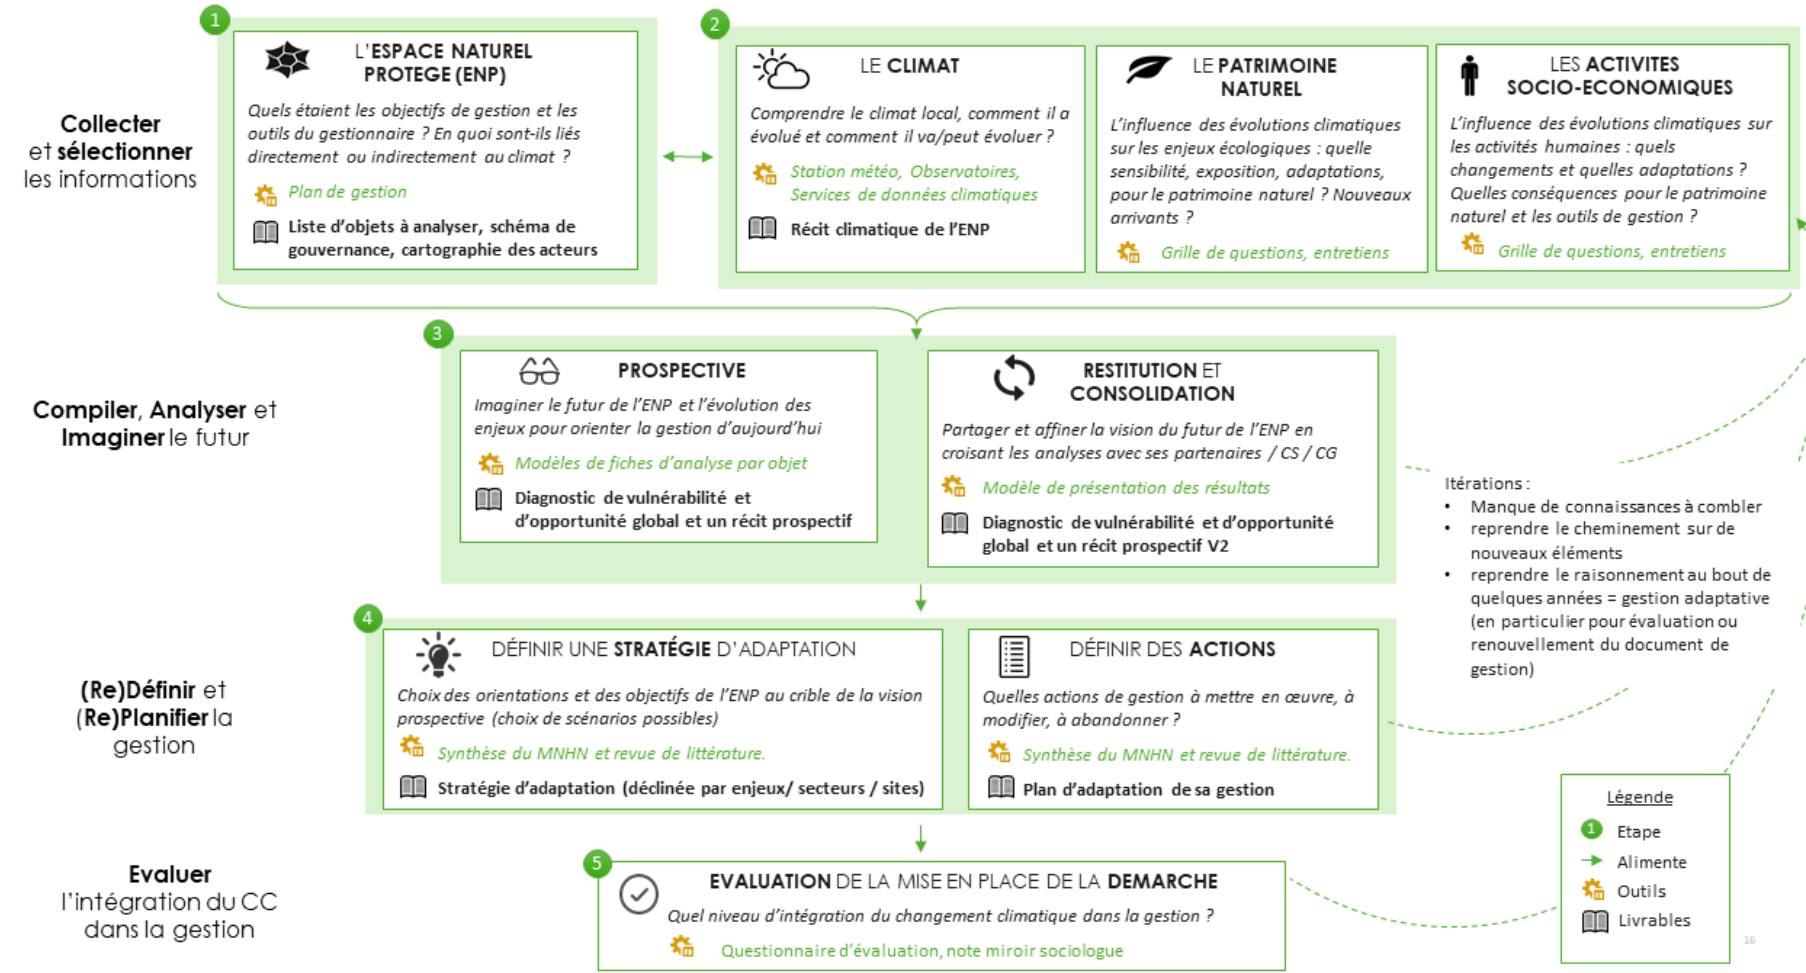 1
L'ESPACE NATUREL
PROTEGE (ENP)
Quels étaient les objectifs de gestion et les
outils du gestionnaire ? En quoi sont-ils liés
directement ou indirectement au climat ?
Plan de gestion
Liste d'objets à analyser, schéma de
gouvernance, cartographie des acteurs
2
LE CLIMAT
Comprendre le climat local, comment il a
évolué et comment il va/peut évoluer ?
Station météo, Observatoires,
Services de données climatiques
Récit climatique de l'ENP
LE PATRIMOINE
NATUREL
L'influence des évolutions climatiques
sur les enjeux écologiques : quelle
sensibilité, exposition, adaptations,
pour le patrimoine naturel ? Nouveaux
arrivants ?
Grille de questions, entretiens
LES ACTIVITES
SOCIO-ECONOMIQUES
L'influence des évolutions climatiques sur
les activités humaines : quels
changements et quelles adaptations ?
Quelles conséquences pour le patrimoine
naturel et les outils de gestion ?
Grille de questions, entretiens
Collecter
et sélectionner
les informations
3
PROSPECTIVE
Imaginer le futur de l'ENP et l'évolution des
enjeux pour orienter la gestion d'aujourd'hui
Modèles de fiches d'analyse par objet
Diagnostic de vulnérabilité et
d'opportunité global et un récit prospectif
RESTITUTION ET
CONSOLIDATION
Partager et affiner la vision du futur de l'ENP en
croisant les analyses avec ses partenaires / CS / CG
Modèle de présentation des résultats
Diagnostic de vulnérabilité et d'opportunité
global et un récit prospectif V2
Compiler, Analyser et
Imaginer le futur
Itérations :
• Manque de connaissances à combler
• reprendre le cheminement sur de
nouveaux éléments
• reprendre le raisonnement au bout de
quelques années = gestion adaptative
(en particulier pour évaluation ou
renouvellement du document de
gestion)
4
DÉFINIR UNE STRATÉGIE D'ADAPTATION
Choix des orientations et des objectifs de l'ENP au crible de la vision
prospective (choix de scénarios possibles)
Synthèse du MNHN et revue de littérature.
Stratégie d'adaptation (déclinée par enjeux/ secteurs / sites)
DÉFINIR DES ACTIONS
Quelles actions de gestion à mettre en œuvre, à
modifier, à abandonner ?
Synthèse du MNHN et revue de littérature.
Plan d'adaptation de sa gestion
(Re)Définir et
(Re)Planifier la
gestion
5
EVALUATION DE LA MISE EN PLACE DE LA DEMARCHE
Quel niveau d'intégration du changement climatique dans la gestion ?
Questionnaire d'évaluation, note miroir sociologue
Evaluer
l'intégration du CC
dans la gestion
Légende
1 Etape
Alimente
Outils
Livrables
16